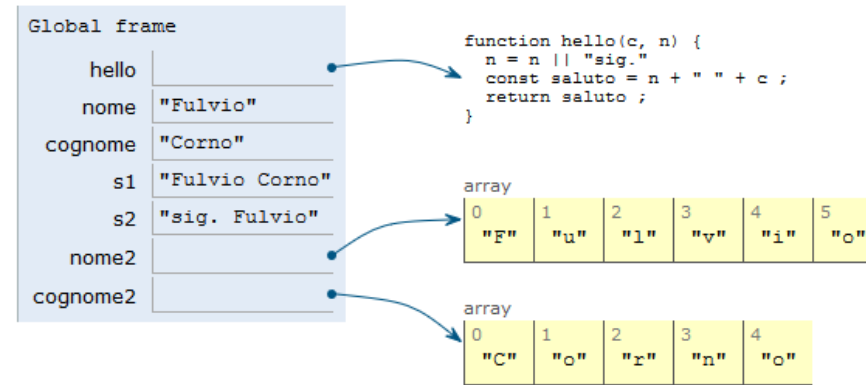 Global frame
hello
nome "Fulvio"
cognome "Corno"
s1 "Fulvio Corno"
s2 "sig. Fulvio"
nome2
cognome2
function hello(c, n) {
  n = n || "sig."
  const saluto = n + " " + c ;
  return saluto ;
}
array
0 1 2 3 4 5
"F" "u" "l" "v" "i" "o"
array
0 1 2 3 4
"C" "o" "r" "n" "o"